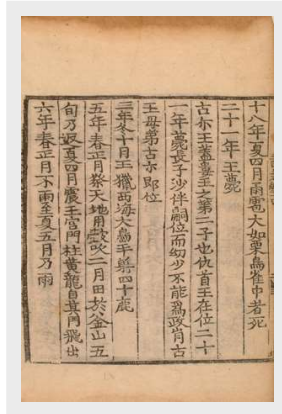 十八年夏四月雨雹大如栗鳥雀中者死
二十一年王薨
古尒王蓋婁王之第二子也仇首王在位二十
一年薨長子沙伴嗣位而幼少不能爲政肖古
王母弟古尒卽位
三年冬十月王獵西海大島手射四十鹿
五年春正月祭天地用鼓吹二月田於釜山五
旬乃返夏四月震王宮門柱黃龍自其門飛出
六年春正月不雨至夏五月乃雨